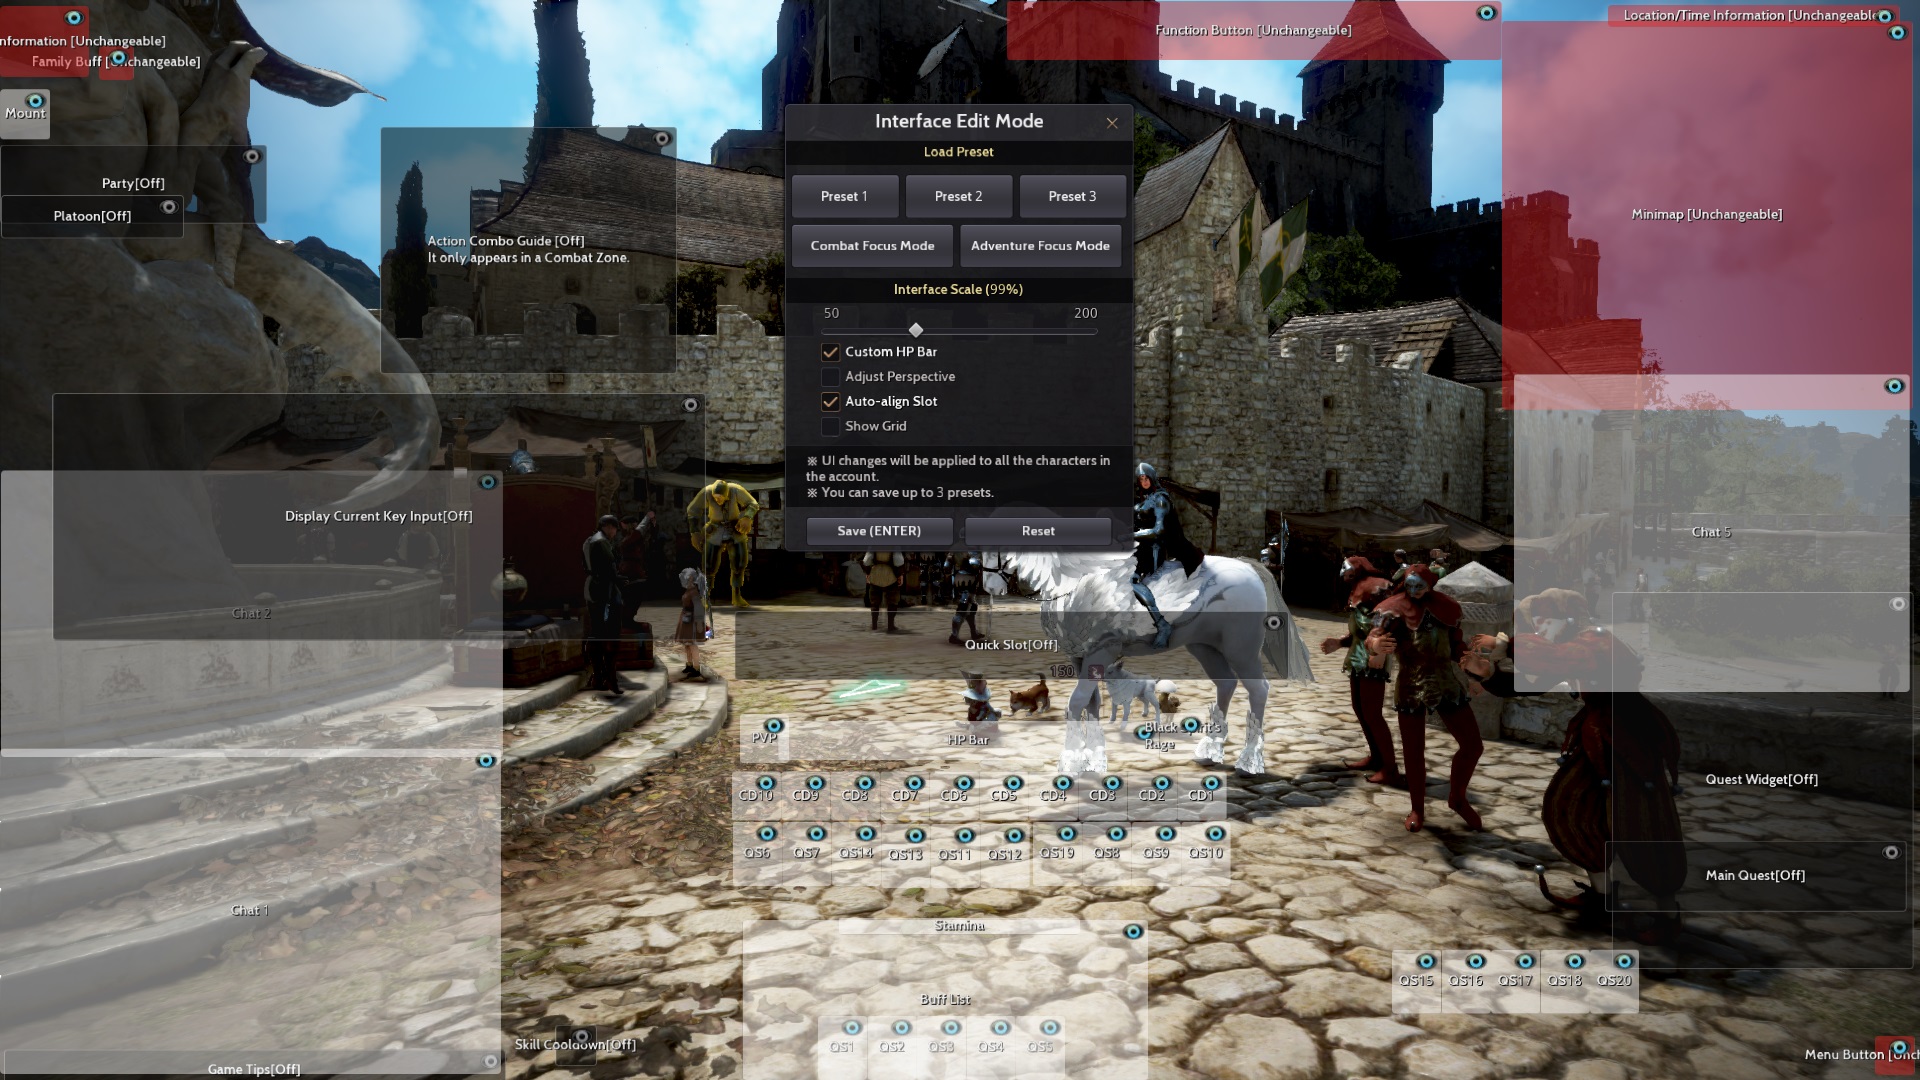 nformation [Unchangeable]
Family Buff [Unchangeable]
Mount
Party[Off]
Platoon[Off]
Action Combo Guide [Off]
It only appears in a Combat Zone.
Function Button [Unchangeable]
Location/Time Information [Unchangeable
Minimap [Unchangeable]
Interface Edit Mode
Load Preset
Preset 1
Preset 2
Preset 3
Combat Focus Mode
Adventure Focus Mode
Interface Scale (99%)
50
200
Custom HP Bar
Adjust Perspective
Auto-align Slot
Show Grid
※ UI changes will be applied to all the characters in
the account.
※ You can save up to 3 presets.
Save (ENTER)
Reset
Display Current Key Input[Off]
Chat 2
Chat 5
Quick Slot[Off]
150
PVP
HP Bar
Black Spirit's
Rage
CD10
CD9
CD8
CD7
CD6
CD5
CD4
CD3
CD2
CD1
QS6
QS7
QS14
QS13
QS11
QS12
QS19
QS8
QS9
QS10
Quest Widget[Off]
Main Quest[Off]
Chat 1
Stamina
Buff List
QS15
QS16
QS17
QS18
QS20
QS1
QS2
QS3
QS4
QS5
Skill Cooldown[Off]
Game Tips[Off]
Menu Button [Unch